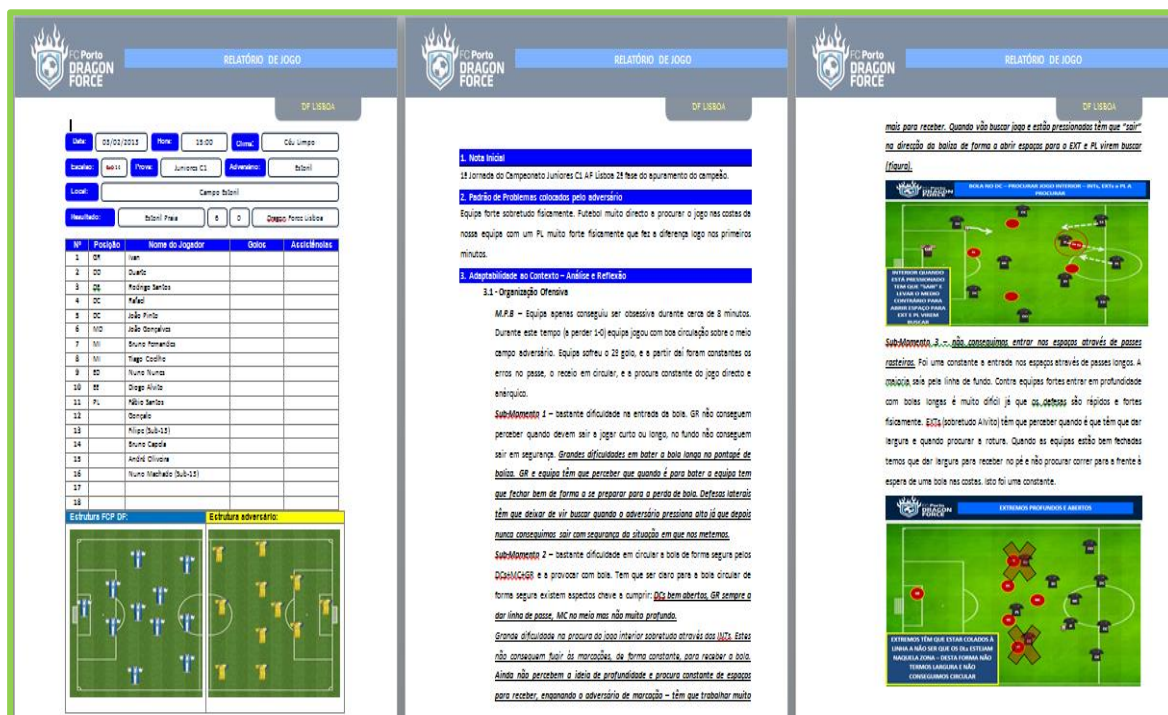 FC Porto
DRAGON
FORCE
RELATÓRIO DE JOGO
DF LISBOA
Data: 03/02/2013 Hora: 15:00 Clima: Céu Limpo
Escalão: Sub-14 Prova: Juniores C1 Adversário: Estoril
Local: Campo Estoril
Resultado: Estoril Praia 6 0 Dragon Force Lisboa
Nº Posição Nome do Jogador Golos Assistências
1 GR Ivan
2 DD Duarte
3 DE Rodrigo Santos
4 DC Rafael
5 DC João Pinto
6 MD João Gonçalves
7 MI Bruno Fernandes
8 MI Tiago Coelho
9 ED Nuno Nunes
10 EE Diogo Alvito
11 PL Fábio Santos
12 Gonçalo
13 Filipe (Sub-13)
14 Bruno Capela
15 André Oliveira
16 Nuno Machado (Sub-13)
17
18
Estrutura FCP DF: Estrutura adversário:
FC Porto
DRAGON
FORCE
RELATÓRIO DE JOGO
DF LISBOA
1. Nota Inicial
1ª Jornada do Campeonato Juniores C1 AF Lisboa 2ª fase do apuramento do campeão.
2. Padrão de Problemas colocados pelo adversário
Equipa forte sobretudo fisicamente. Futebol muito directo a procurar o jogo nas costas da
nossa equipa com um PL muito forte fisicamente que fez a diferença logo nos primeiros
minutos.
3. Adaptabilidade ao Contexto – Análise e Reflexão
3.1 - Organização Ofensiva
M.P.B – Equipa apenas conseguiu ser obsessiva durante cerca de 8 minutos.
Durante este tempo (a perder 1-0) equipa jogou com boa circulação sobre o meio
campo adversário. Equipa sofreu o 2º golo, e a partir daí foram constantes os
erros no passe, o receio em circular, e a procura constante do jogo directo e
anárquico.
Sub-Momento 1 – bastante dificuldade na entrada da bola. GR não conseguem
perceber quando devem sair a jogar curto ou longo, no fundo não conseguem
sair em segurança. Grandes dificuldades em bater a bola longa no pontapé de
baliza. GR e equipa têm que perceber que quando é para bater a equipa tem
que fechar bem de forma a se preparar para a perda de bola. Defesas laterais
têm que deixar de vir buscar quando o adversário pressiona alto já que depois
nunca conseguimos sair com segurança da situação em que nos metemos.
Sub-Momento 2 – bastante dificuldade em circular a bola de forma segura pelos
DCs+MC+GR e a provocar com bola. Tem que ser claro para a bola circular de
forma segura existem aspectos chave a cumprir: DCs bem abertos, GR sempre a
dar linha de passe, MC no meio mas não muito profundo.
Grande dificuldade na procura do jogo interior sobretudo através dos INTs. Estes
não conseguem fugir às marcações, de forma constante, para receber a bola.
Ainda não percebem a ideia de profundidade e procura constante de espaços
para receber, enganando o adversário de marcação – têm que trabalhar muito
FC Porto
DRAGON
FORCE
RELATÓRIO DE JOGO
DF LISBOA
mais para receber. Quando vão buscar jogo e estão pressionados têm que "sair"
na direcção da baliza de forma a abrir espaços para o EXT e PL virem buscar
(figura).
DRAGON
FORCE
BOLA NO DC – PROCURAR JOGO INTERIOR – INTs, EXTs e PL A
PROCURAR
INTERIOR QUANDO
ESTÁ PRESSIONADO
TEM QUE "SAIR" E
LEVAR O MEDIO
CONTRÁRIO PARA
ABRIR ESPAÇO PARA
EXT E PL VIREM
BUSCAR
Sub-Momento 3 – não conseguimos entrar nos espaços através de passes
rasteiros. Foi uma constante a entrada nos espaços através de passes longos. A
maioria saia pela linha de fundo. Contra equipas fortes entrar em profundidade
com bolas longas é muito difícil já que os defesas são rápidos e fortes
fisicamente. EXTs (sobretudo Alvito) têm que perceber quando é que têm que dar
largura e quando procurar a rotura. Quando as equipas estão bem fechadas
temos que dar largura para receber no pé e não procurar correr para a frente à
espera de uma bola nas costas. Isto foi uma constante.
DRAGON
FORCE
EXTREMOS PROFUNDOS E ABERTOS
EXTREMOS TÊM QUE ESTAR COLADOS À
LINHA A NÃO SER QUE OS DLs ESTEJAM
NAQUELA ZONA – DESTA FORMA NÃO
TERMOS LARGURA E NÃO
CONSEGUIMOS CIRCULAR